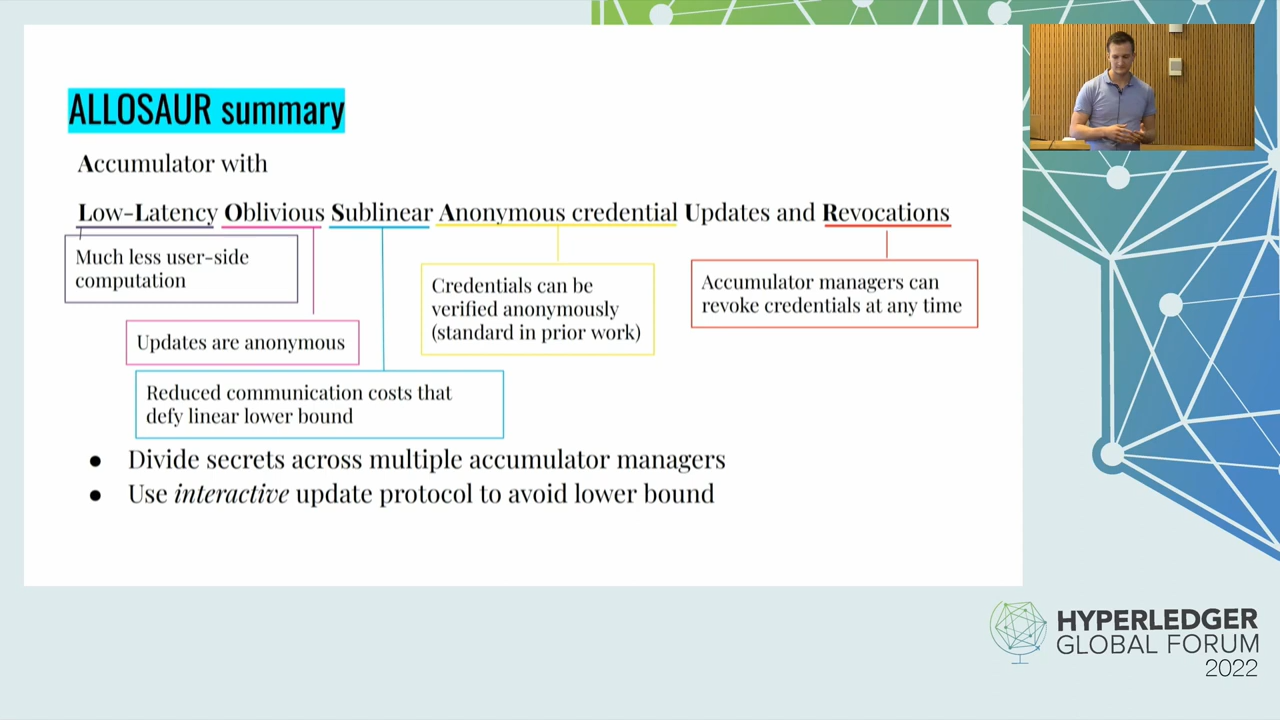 ALLOSAUR summary
Accumulator with
Low-Latency Oblivious Sublinear Anonymous credential Updates and Revocations
Much less user-side
computation
Updates are anonymous
Reduced communication costs that
defy linear lower bound
Credentials can be
verified anonymously
(standard in prior work)
Accumulator managers can
revoke credentials at any time
● Divide secrets across multiple accumulator managers
● Use interactive update protocol to avoid lower bound
HYPERLEDGER
GLOBAL FORUM
2022